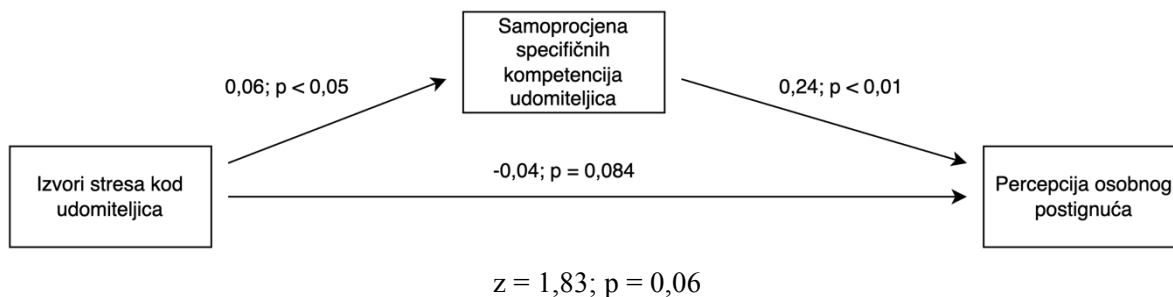 Samoprocjena
specifičnih
kompetencija
udomiteljica
0,06; p < 0,05
0,24; p < 0,01
Izvori stresa kod
udomiteljica
-0,04; p = 0,084
Percepcija osobnog
postignuća
z = 1,83; p = 0,06